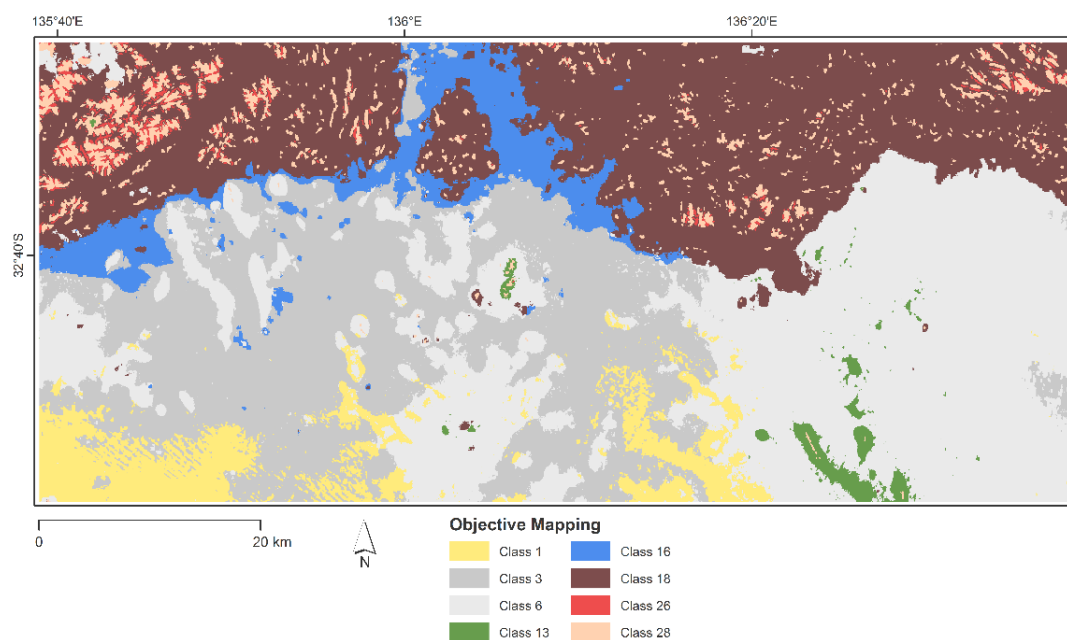 135°40'E 136°E 136°20'E
32°40'S
0 20 km
N
Objective Mapping
Class 1 Class 16
Class 3 Class 18
Class 6 Class 26
Class 13 Class 28